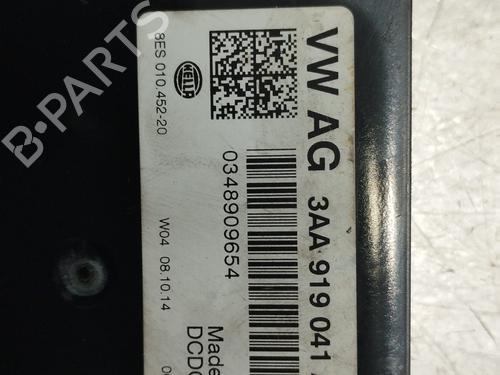 VW AG 3AA 919 041
8ES 010.452-20
HELLA
0348909654
W04 08.10.14
Made
DCDC
B-PARTS